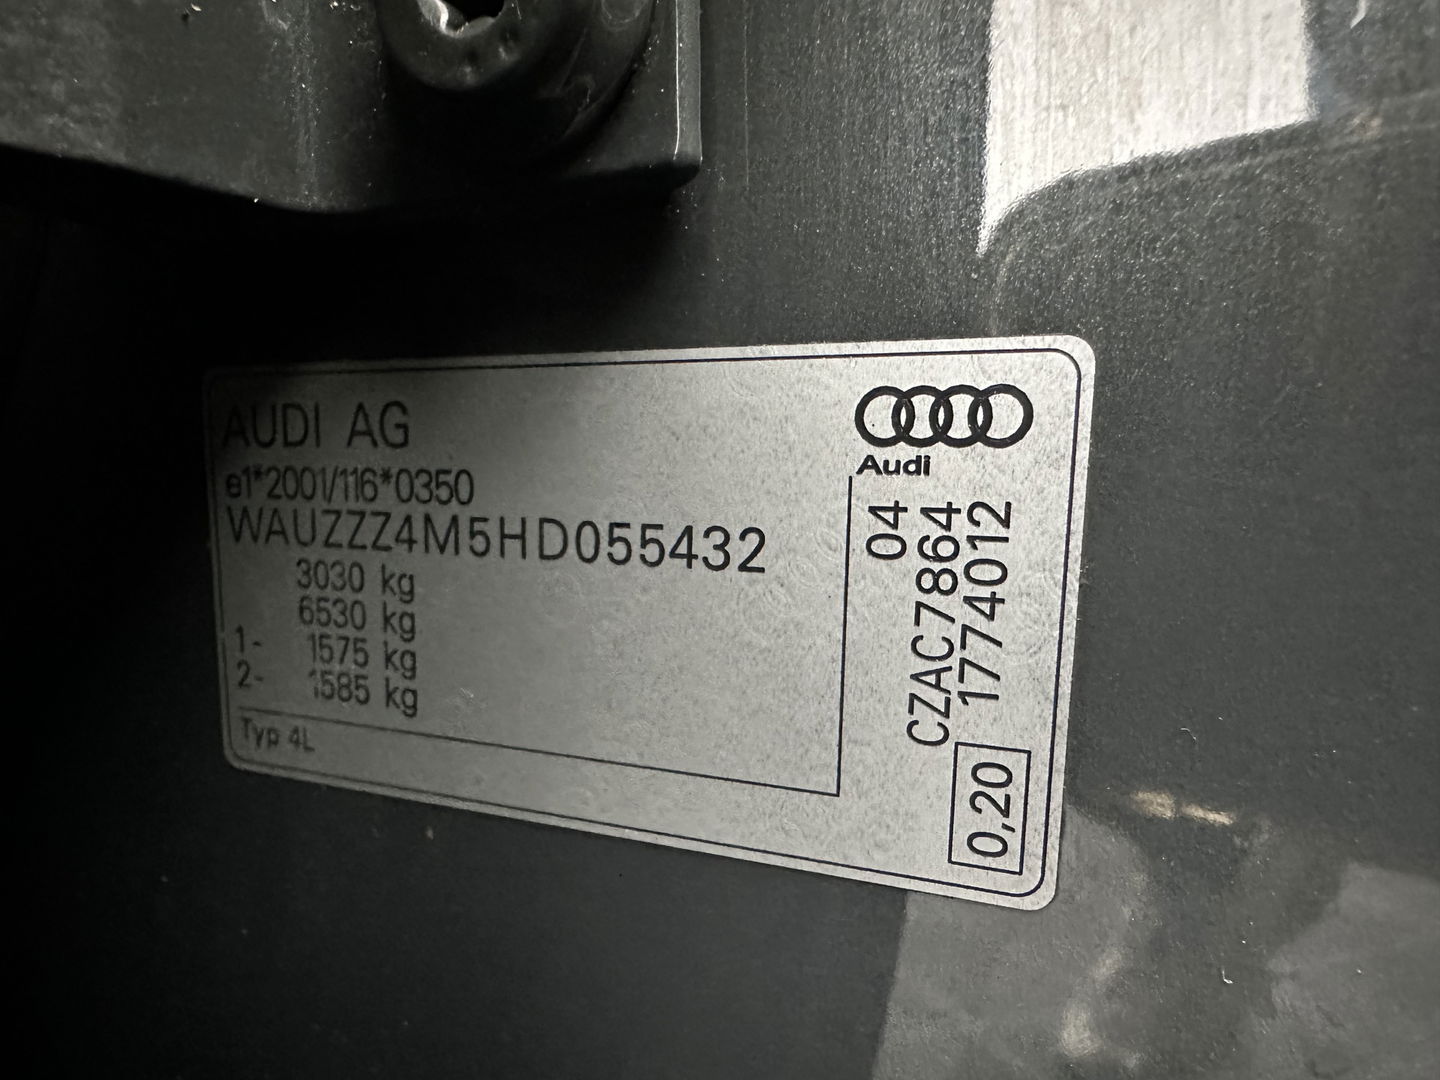 AUDI AG
e1*2001/116*0350
WAUZZZ4M5HD055432
3030 kg
6530 kg
1- 1575 kg
2- 1585 kg
Typ 4L
Audi
04
CZAC7864
1774012
0,20